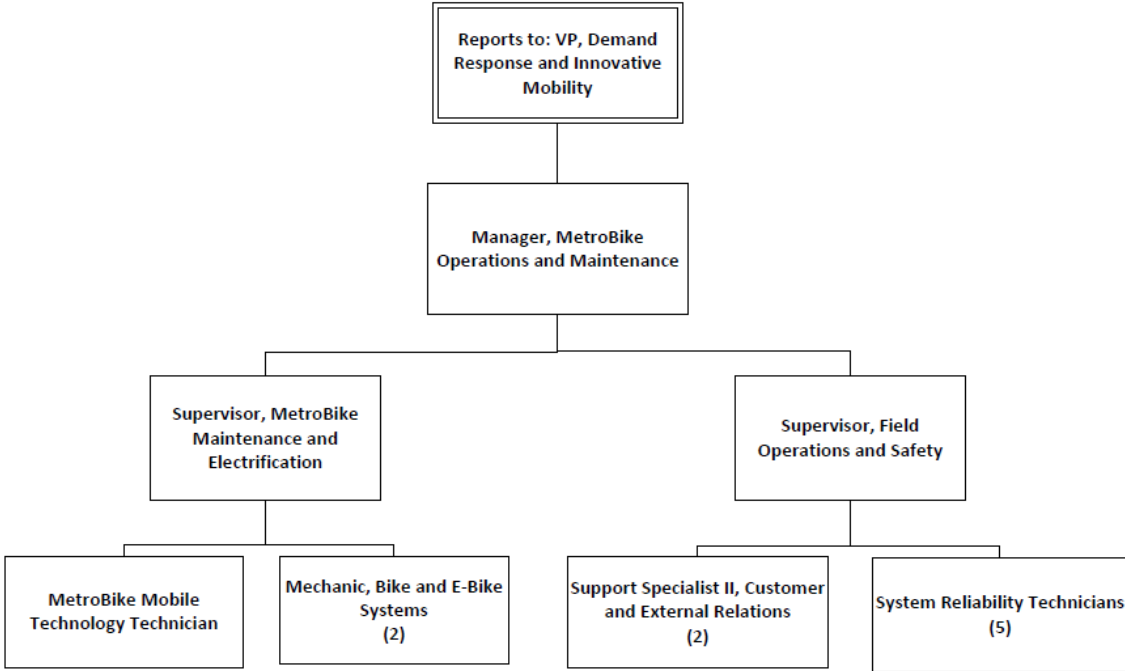 Reports to: VP, Demand
Response and Innovative
Mobility
Manager, MetroBike
Operations and Maintenance
Supervisor, MetroBike
Maintenance and
Electrification
Supervisor, Field
Operations and Safety
MetroBike Mobile
Technology Technician
Mechanic, Bike and E-Bike
Systems
(2)
Support Specialist II, Customer
and External Relations
(2)
System Reliability Technicians
(5)